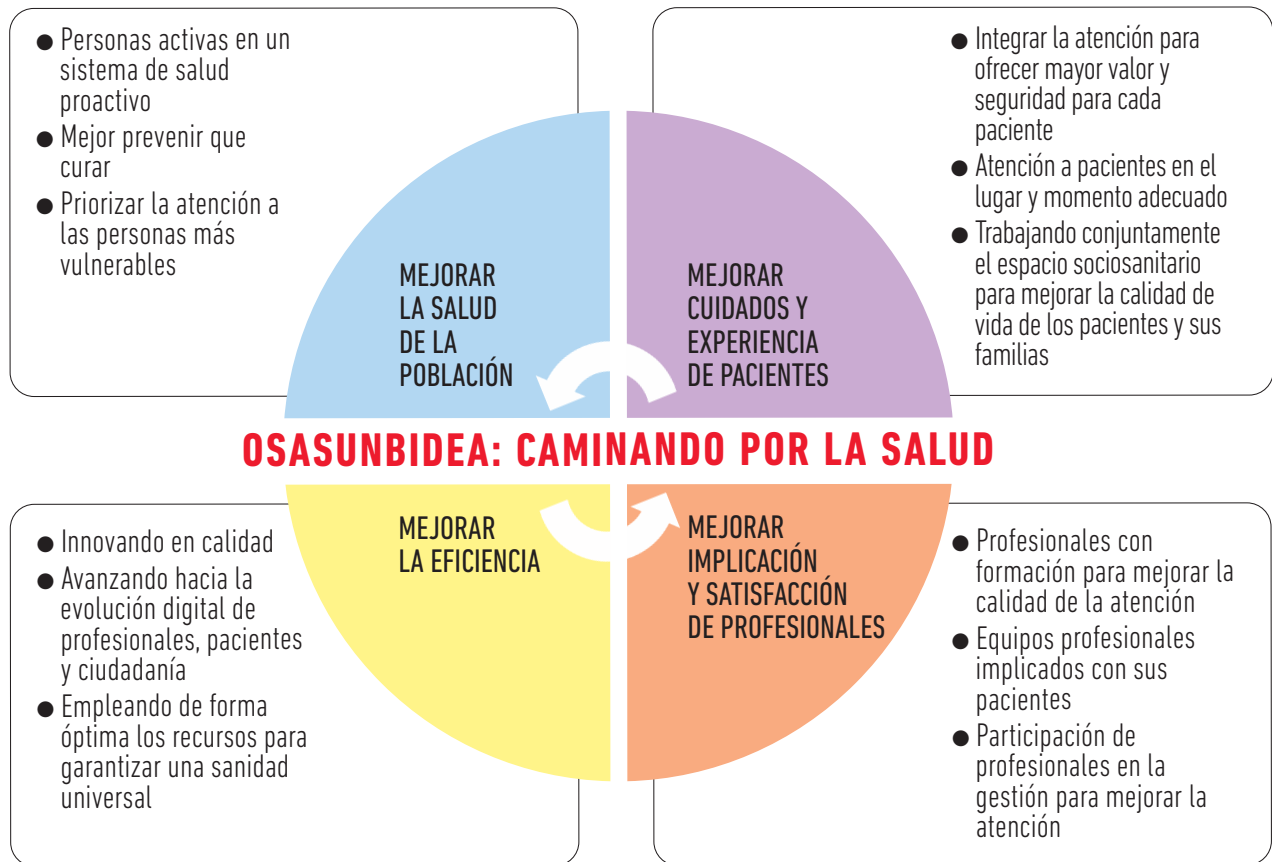 ● Personas activas en un
sistema de salud
proactivo
● Mejor prevenir que
curar
● Priorizar la atención a
las personas más
vulnerables
MEJORAR
LA SALUD
DE LA
POBLACIÓN
MEJORAR
CUIDADOS Y
EXPERIENCIA
DE PACIENTES
● Integrar la atención para
ofrecer mayor valor y
seguridad para cada
paciente
● Atención a pacientes en el
lugar y momento adecuado
● Trabajando conjuntamente
el espacio sociosanitario
para mejorar la calidad de
vida de los pacientes y sus
familias
OSASUNBIDEA: CAMINANDO POR LA SALUD
● Innovando en calidad
● Avanzando hacia la
evolución digital de
profesionales, pacientes
y ciudadanía
● Empleando de forma
óptima los recursos para
garantizar una sanidad
universal
MEJORAR
LA EFICIENCIA
MEJORAR
IMPLICACIÓN
Y SATISFACCIÓN
DE PROFESIONALES
● Profesionales con
formación para mejorar la
calidad de la atención
● Equipos profesionales
implicados con sus
pacientes
● Participación de
profesionales en la
gestión para mejorar la
atención